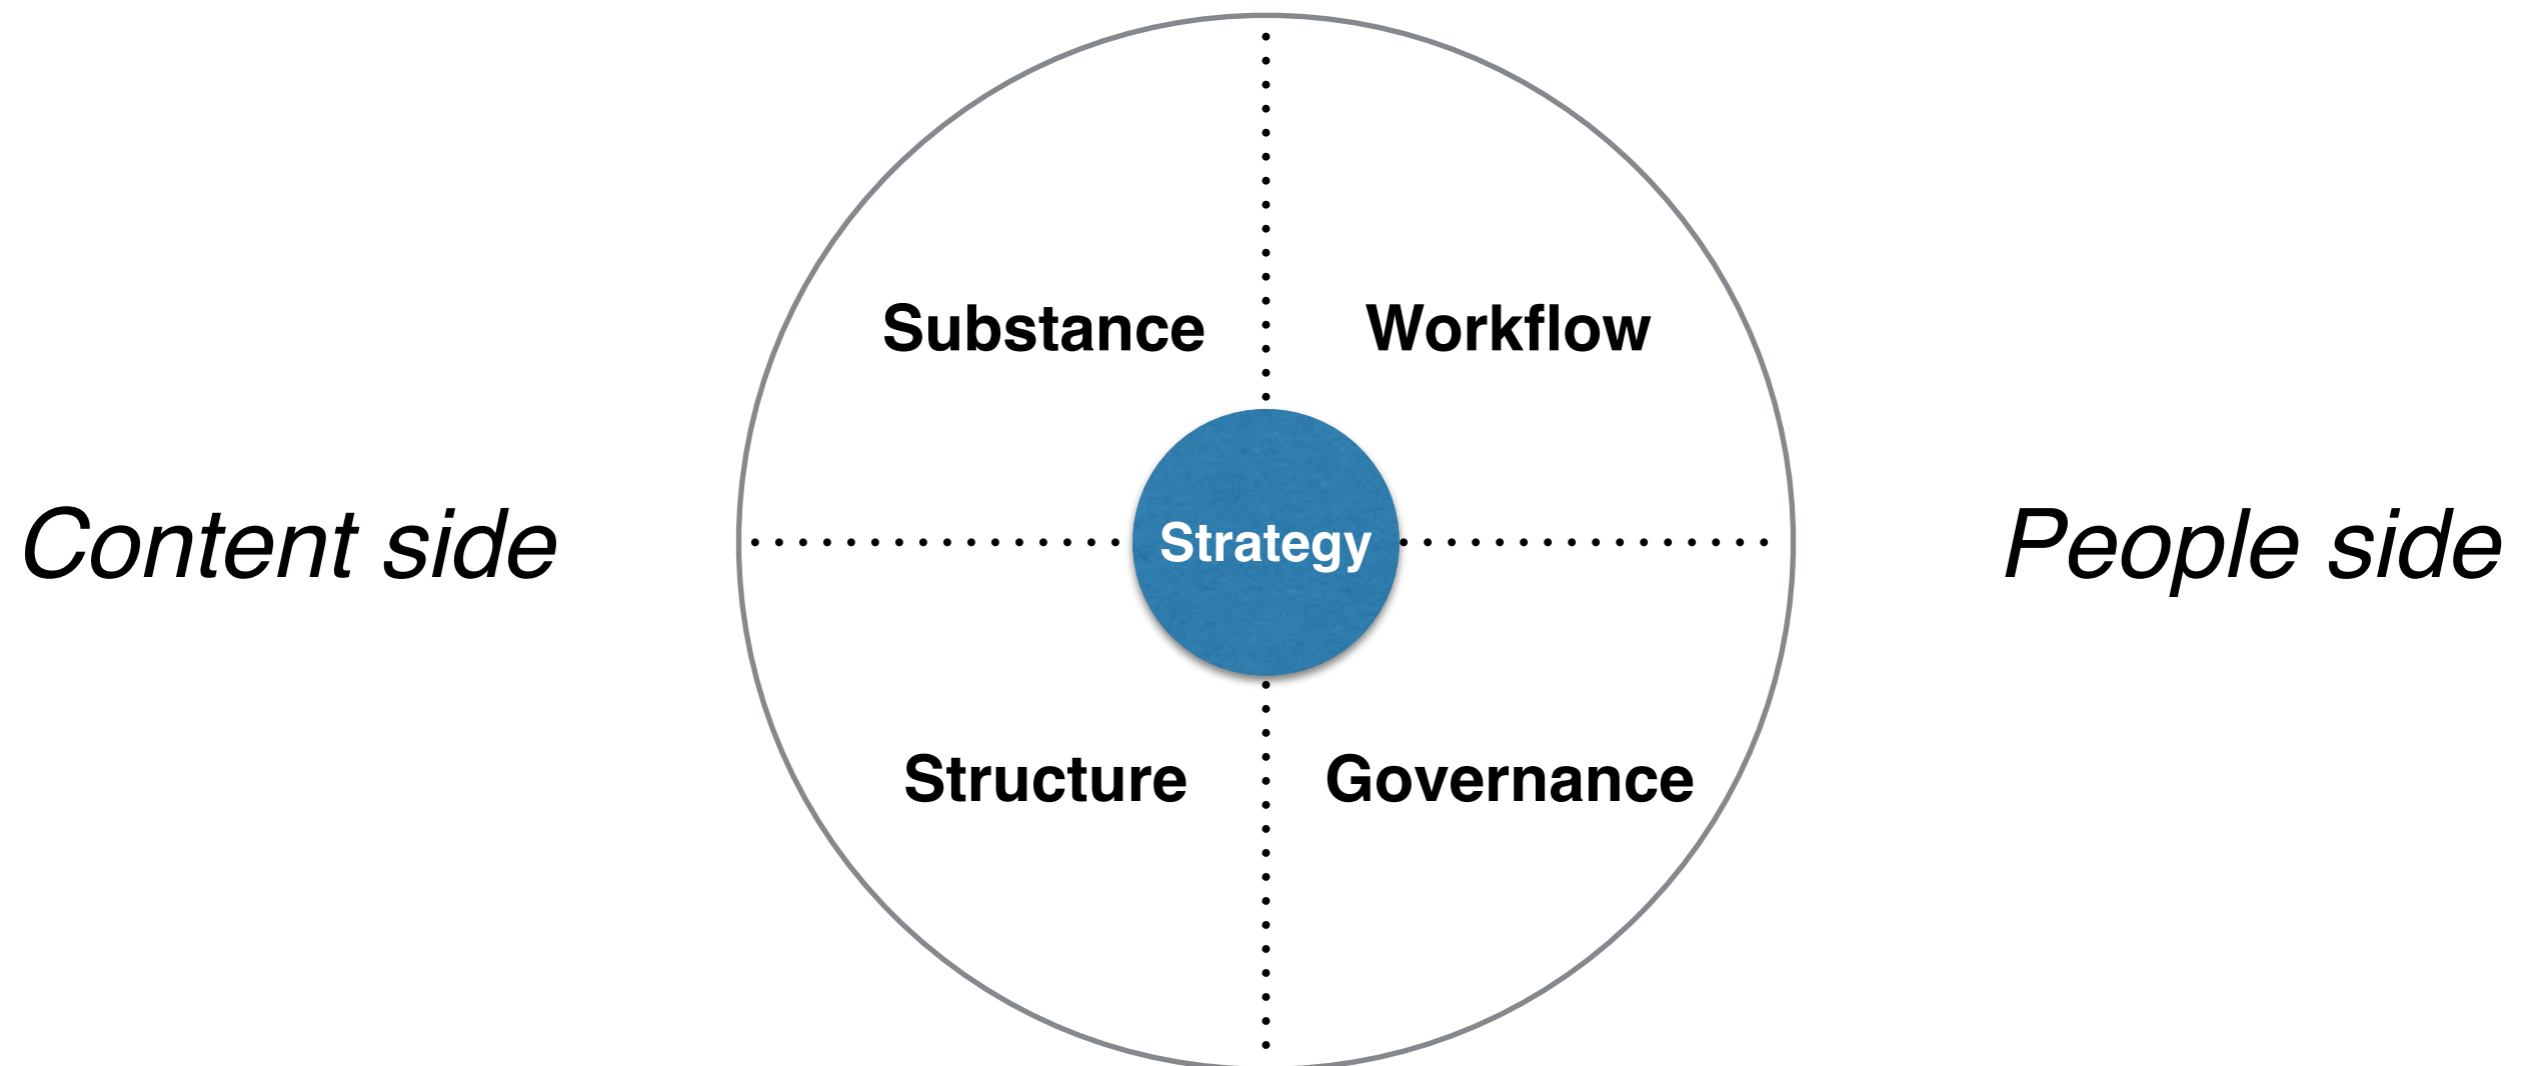 Substance
Workflow
Content side
Strategy
People side
Structure
Governance